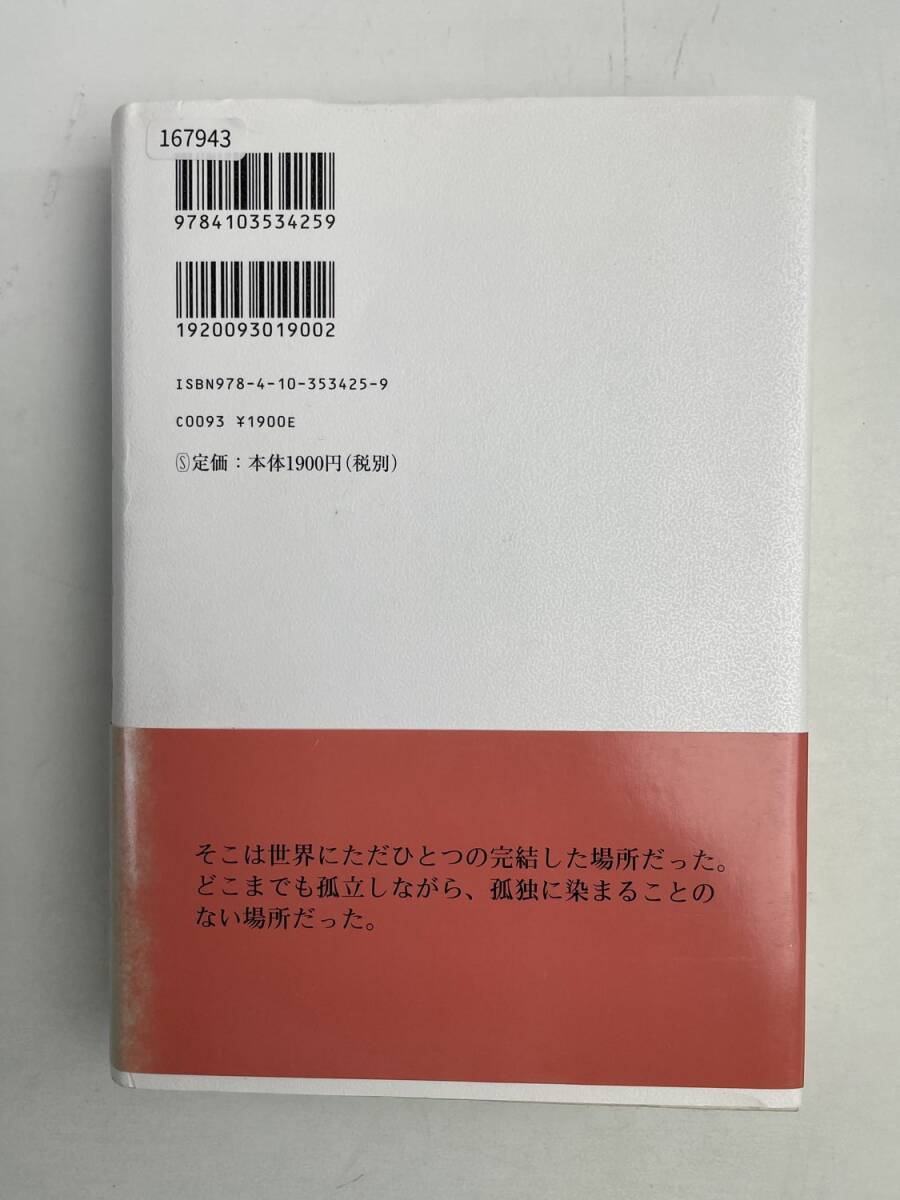 167943
9784103534259
1920093019002
ISBN978-4-10-353425-9
C0093 ¥1900E
Ⓢ定価：本体1900円（税別）
そこは世界にただひとつの完結した場所だった。
どこまでも孤立しながら、孤独に染まることの
ない場所だった。